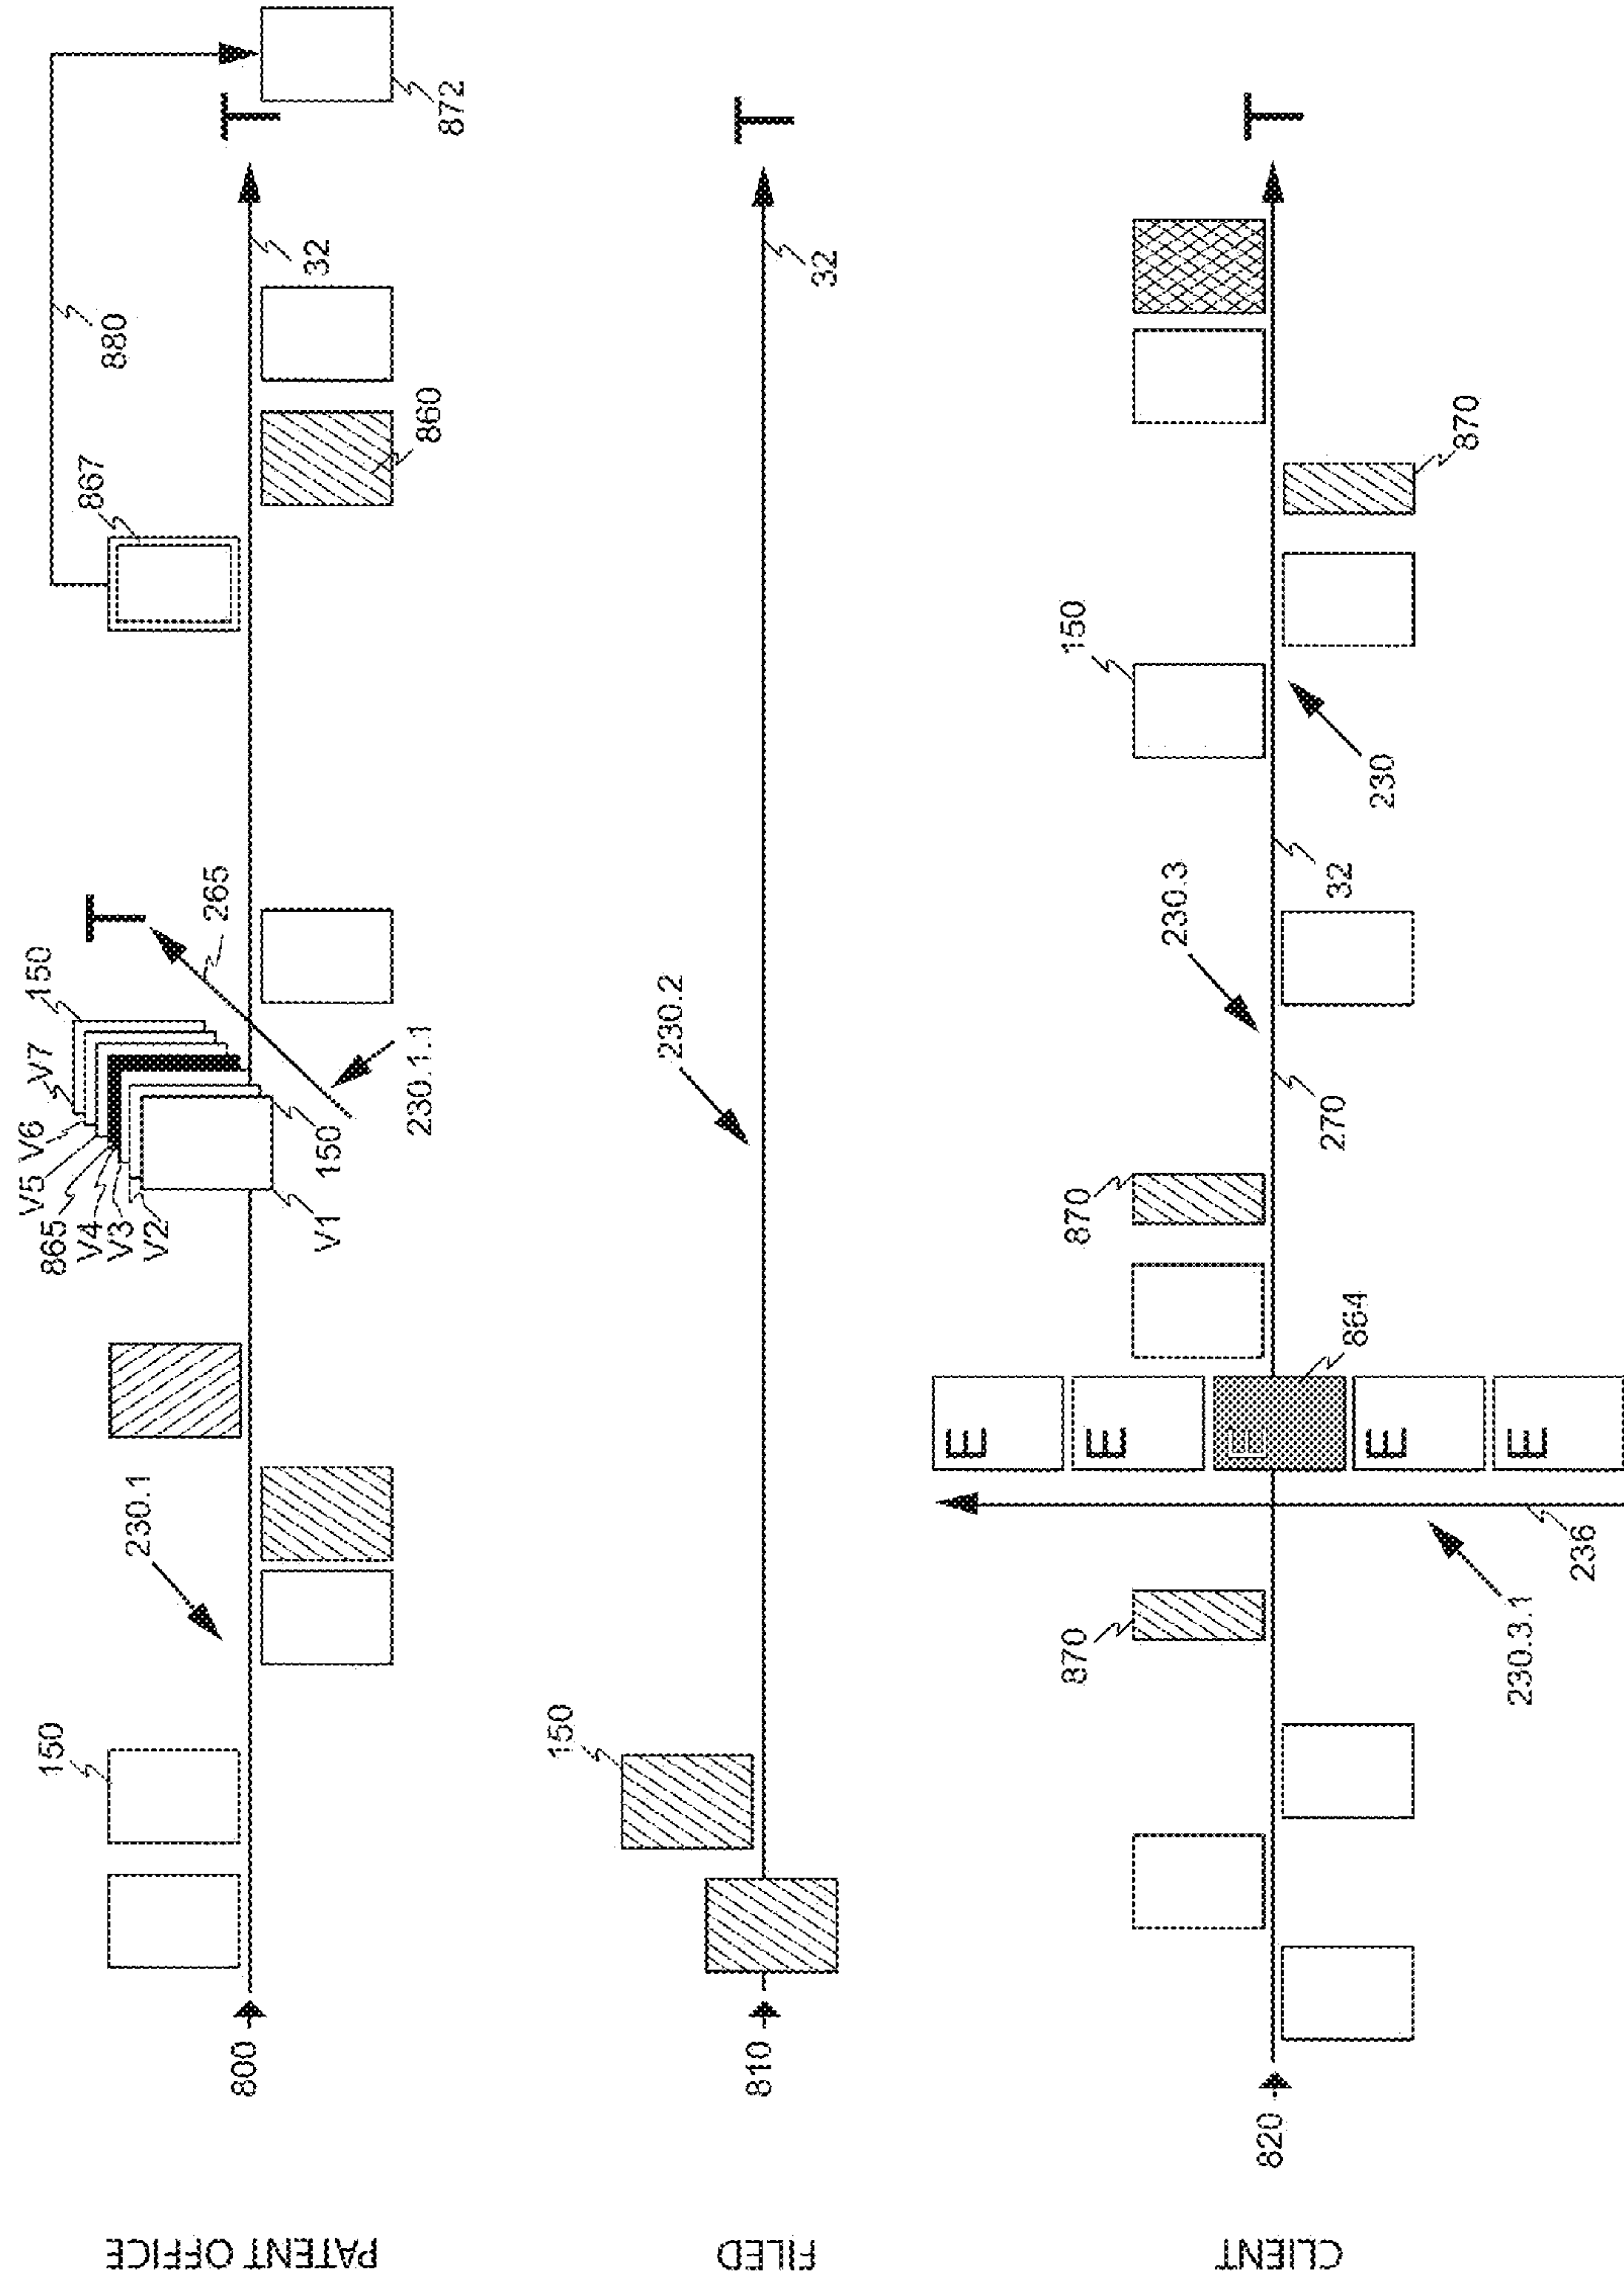 PATENT OFFICE
800
150
230.1
V1
V2
V3
V4
865
V5
V6
V7
150
150
230.1.1
265
T
867
860
880
32
T
872
FILED
810
150
230.2
32
T
CLIENT
820
870
230.3.1
236
E
E
E
E
E
864
870
270
230.3
32
230
150
870
T